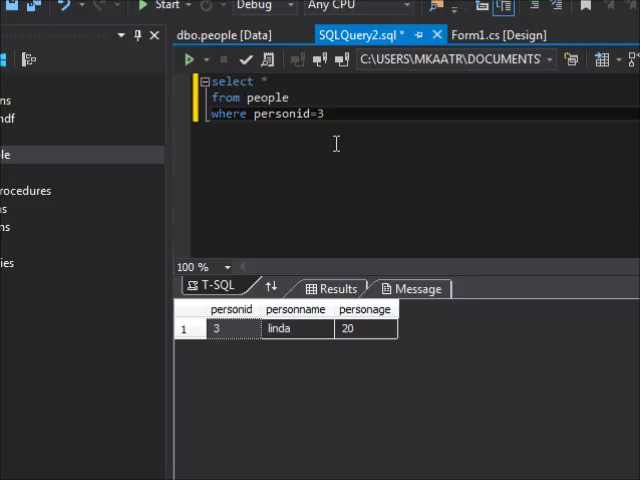 Start Debug Any CPU
dbo.people [Data] SQLQuery2.sql * Form1.cs [Design]
C:\USERS\MKAATR\DOCUMENTS\
select *
from people
where personid=3
ns
mdf
le
rocedures
ns
ns
ies
100 %
T-SQL Results Message
personid personname personage
1 3 linda 20